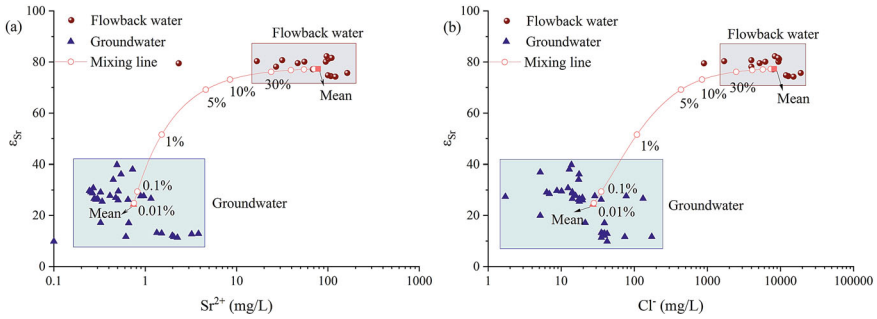 (a)
Flowback water
Groundwater
Mixing line
Flowback water
30%
10%
5%
Mean
1%
0.1%
0.01%
Mean
Groundwater
εSr
100
80
60
40
20
0
0.1
1
10
100
1000
Sr²⁺ (mg/L)
(b)
Flowback water
Groundwater
Mixing line
Flowback water
30%
10%
5%
Mean
1%
0.1%
0.01%
Mean
Groundwater
εSr
100
80
60
40
20
0
1
10
100
1000
10000
100000
Cl⁻ (mg/L)